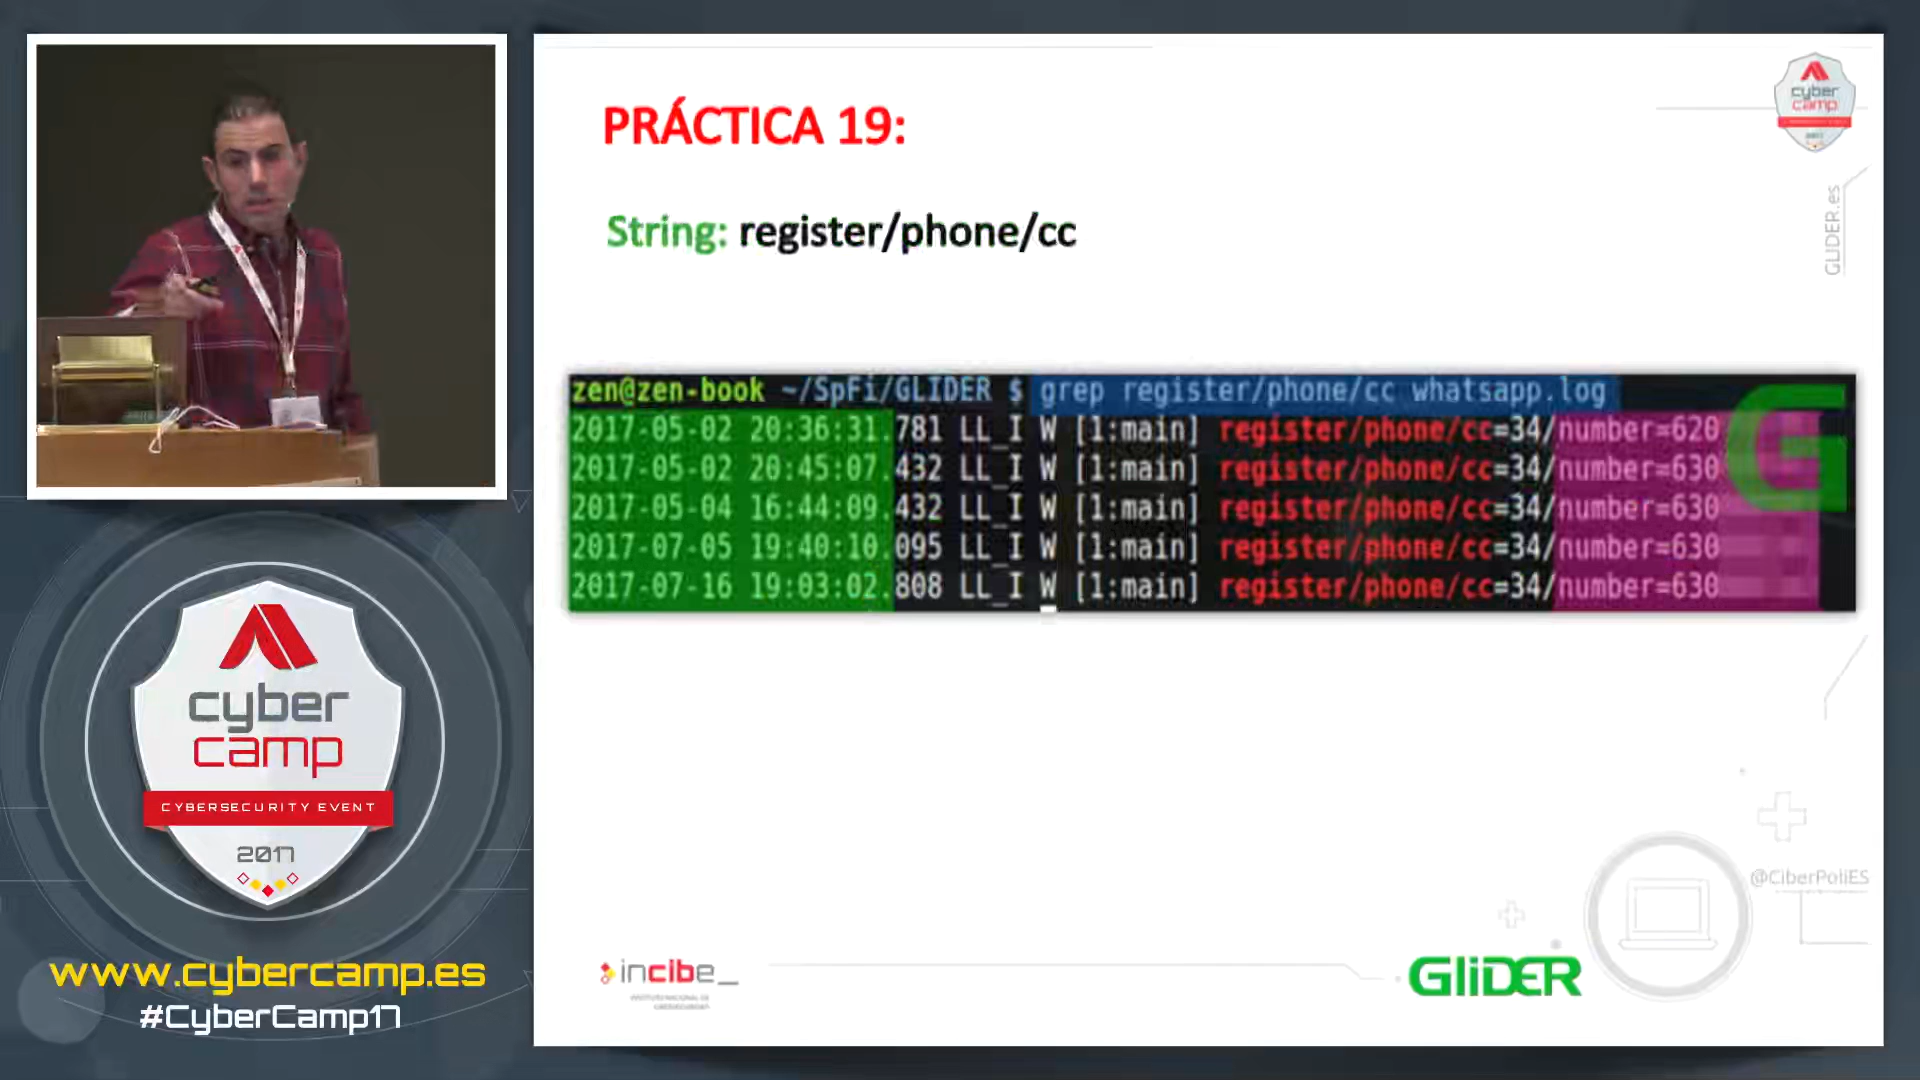 PRÁCTICA 19:
String: register/phone/cc
zen@zen-book ~/SpFi/GLIDER $ grep register/phone/cc whatsapp.log
2017-05-02 20:36:31.781 LL_I W [1:main] register/phone/cc=34/number=620
2017-05-02 20:45:07.432 LL_I W [1:main] register/phone/cc=34/number=630
2017-05-04 16:44:09.432 LL_I W [1:main] register/phone/cc=34/number=630
2017-07-05 19:40:10.095 LL_I W [1:main] register/phone/cc=34/number=630
2017-07-16 19:03:02.808 LL_I W [1:main] register/phone/cc=34/number=630
G
cyber
camp
GLIDER.es
@CiberPoliES
incibe_
GLIDER
cyber
camp
CYBERSECURITY EVENT
2017
www.cybercamp.es
#CyberCamp17